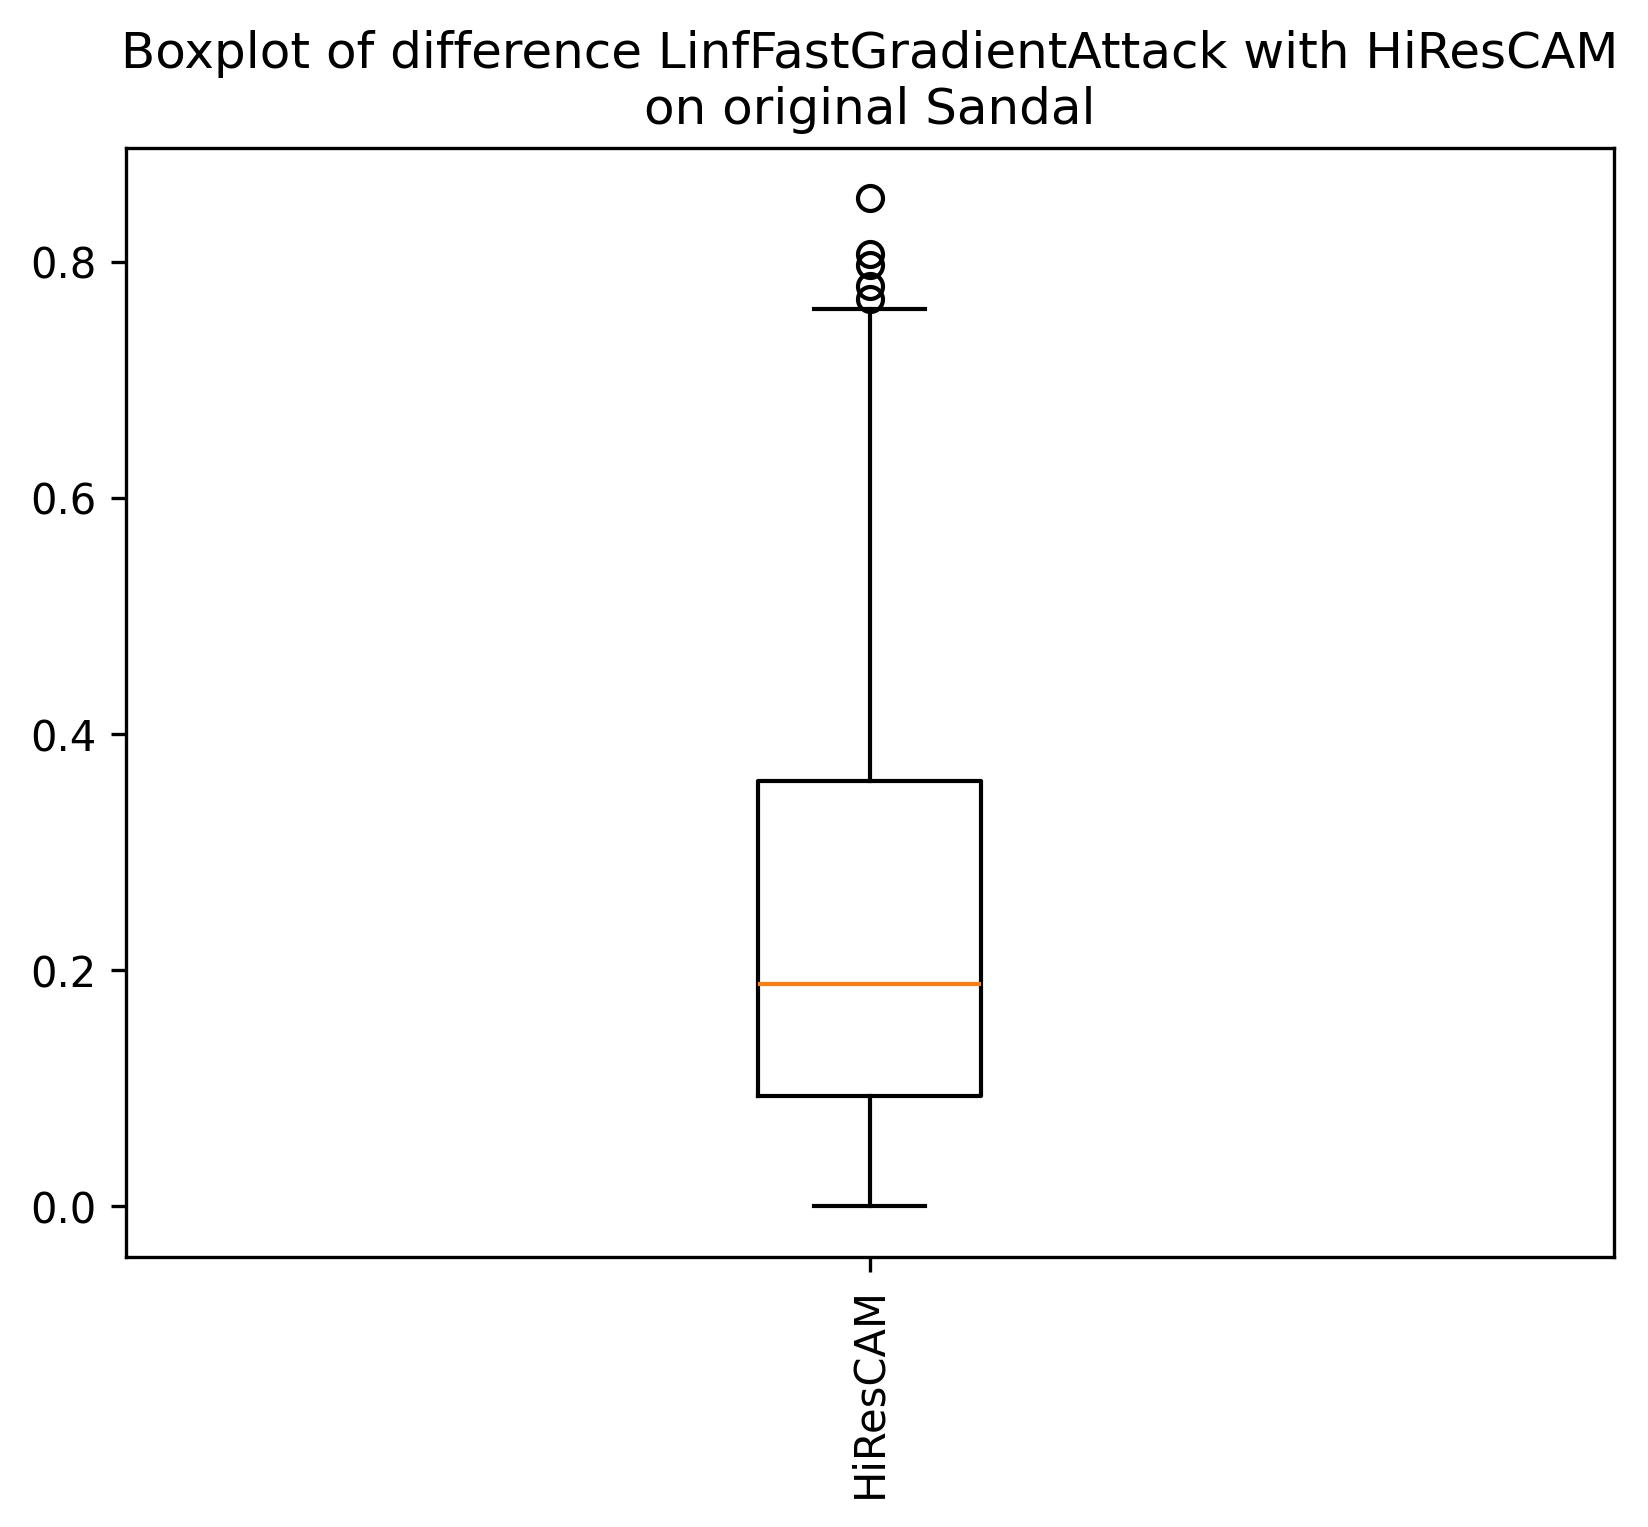 Boxplot of difference LinfFastGradientAttack with HiResCAM
on original Sandal
0.8
0.6
0.4
0.2
0.0
HiResCAM